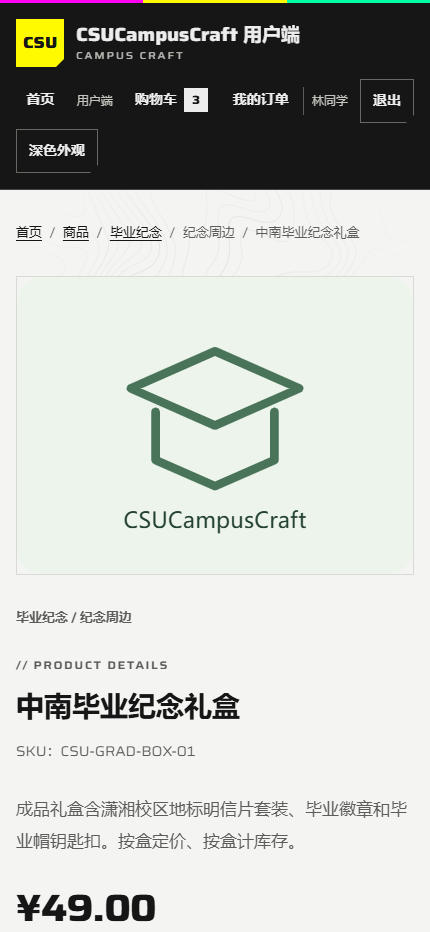 CSU
CSUCampusCraft 用户端
CAMPUS CRAFT
首页 用户端 购物车 3 我的订单 林同学 退出
深色外观
首页 / 商品 / 毕业纪念 / 纪念周边 / 中南毕业纪念礼盒
CSUCampusCraft
毕业纪念 / 纪念周边
// PRODUCT DETAILS
中南毕业纪念礼盒
SKU：CSU-GRAD-BOX-01
成品礼盒含潇湘校区地标明信片套装、毕业徽章和毕
业帽钥匙扣。按盒定价、按盒计库存。
¥49.00